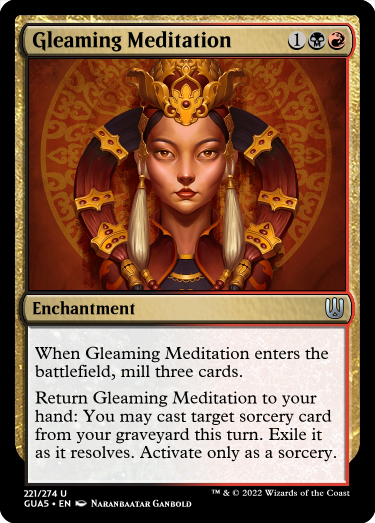 Gleaming Meditation 1
Enchantment
When Gleaming Meditation enters the
battlefield, mill three cards.
Return Gleaming Meditation to your
hand: You may cast target sorcery card
from your graveyard this turn. Exile it
as it resolves. Activate only as a sorcery.
221/274 U
GUA5 • EN Naranbaatar Ganbold
™ & © 2022 Wizards of the Coast